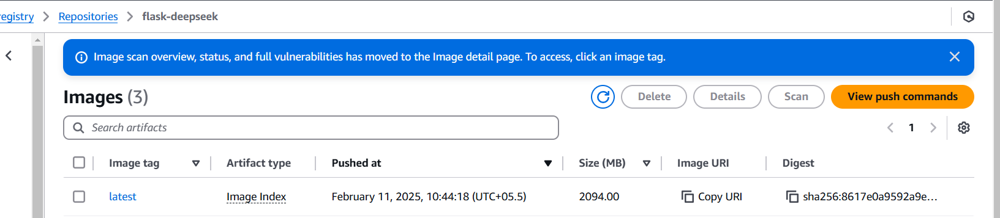 registry > Repositories > flask-deepseek
Image scan overview, status, and full vulnerabilities has moved to the Image detail page. To access, click an image tag.
Images (3)
Delete Details Scan View push commands
Search artifacts
1
Image tag Artifact type Pushed at Size (MB) Image URI Digest
latest Image Index February 11, 2025, 10:44:18 (UTC+05.5) 2094.00 Copy URI sha256:8617e0a9592a9e...